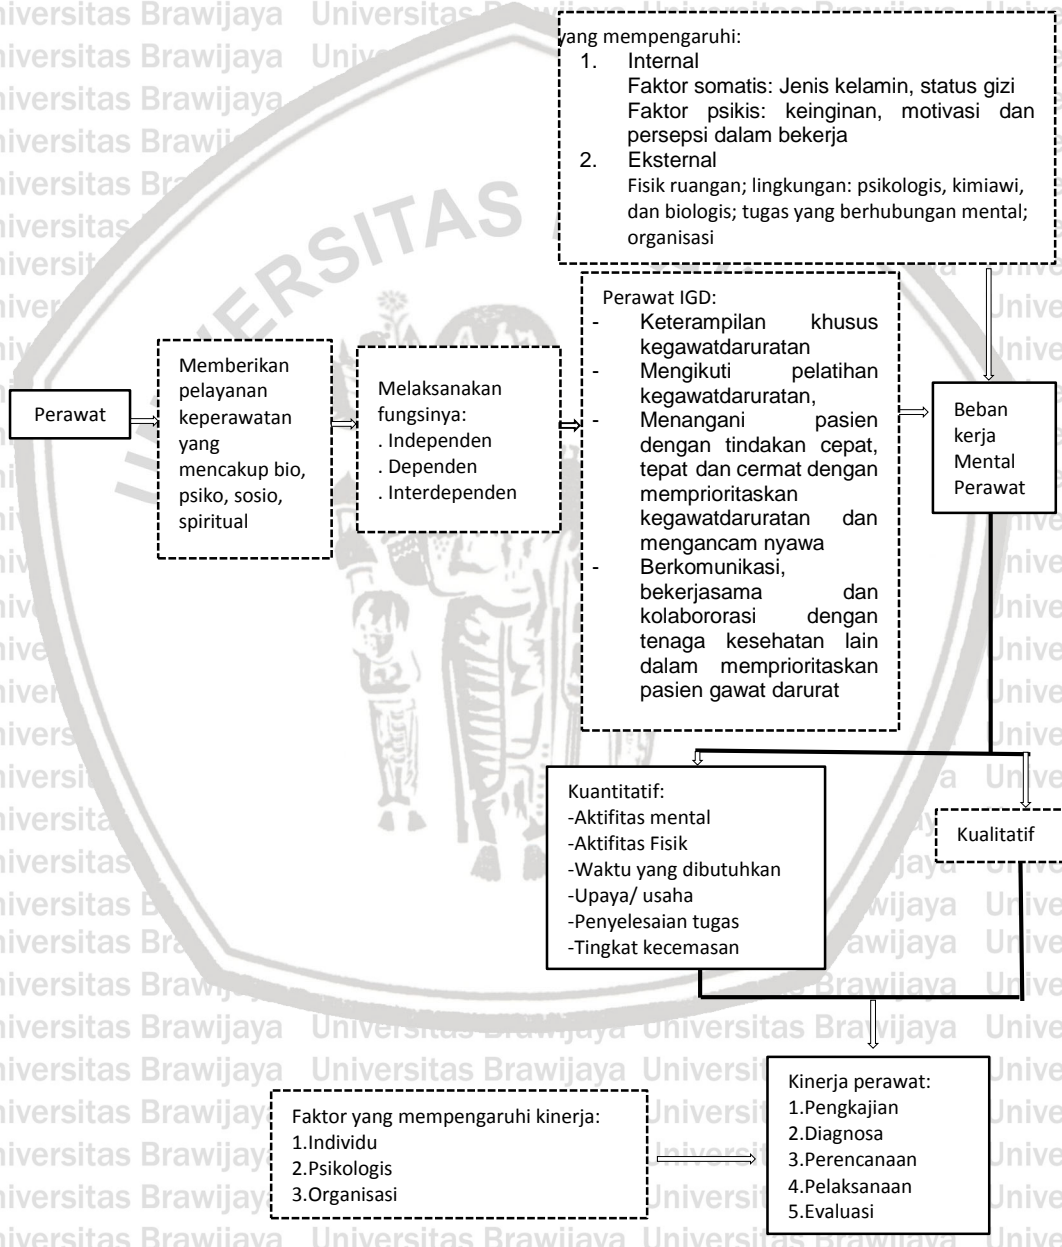 yang mempengaruhi:
1. Internal
Faktor somatis: Jenis kelamin, status gizi
Faktor psikis: keinginan, motivasi dan
persepsi dalam bekerja
2. Eksternal
Fisik ruangan; lingkungan: psikologis, kimiawi,
dan biologis; tugas yang berhubungan mental;
organisasi
Perawat
Memberikan
pelayanan
keperawatan
yang
mencakup bio,
psiko, sosio,
spiritual
Melaksanakan
fungsinya:
. Independen
. Dependen
. Interdependen
Perawat IGD:
- Keterampilan khusus
kegawatdaruratan
- Mengikuti pelatihan
kegawatdaruratan,
- Menangani pasien
dengan tindakan cepat,
tepat dan cermat dengan
memprioritaskan
kegawatdaruratan dan
mengancam nyawa
- Berkomunikasi,
bekerjasama dan
kolabororasi dengan
tenaga kesehatan lain
dalam memprioritaskan
pasien gawat darurat
Beban
kerja
Mental
Perawat
Kuantitatif:
-Aktifitas mental
-Aktifitas Fisik
-Waktu yang dibutuhkan
-Upaya/ usaha
-Penyelesaian tugas
-Tingkat kecemasan
Kualitatif
Kinerja perawat:
1.Pengkajian
2.Diagnosa
3.Perencanaan
4.Pelaksanaan
5.Evaluasi
Faktor yang mempengaruhi kinerja:
1.Individu
2.Psikologis
3.Organisasi